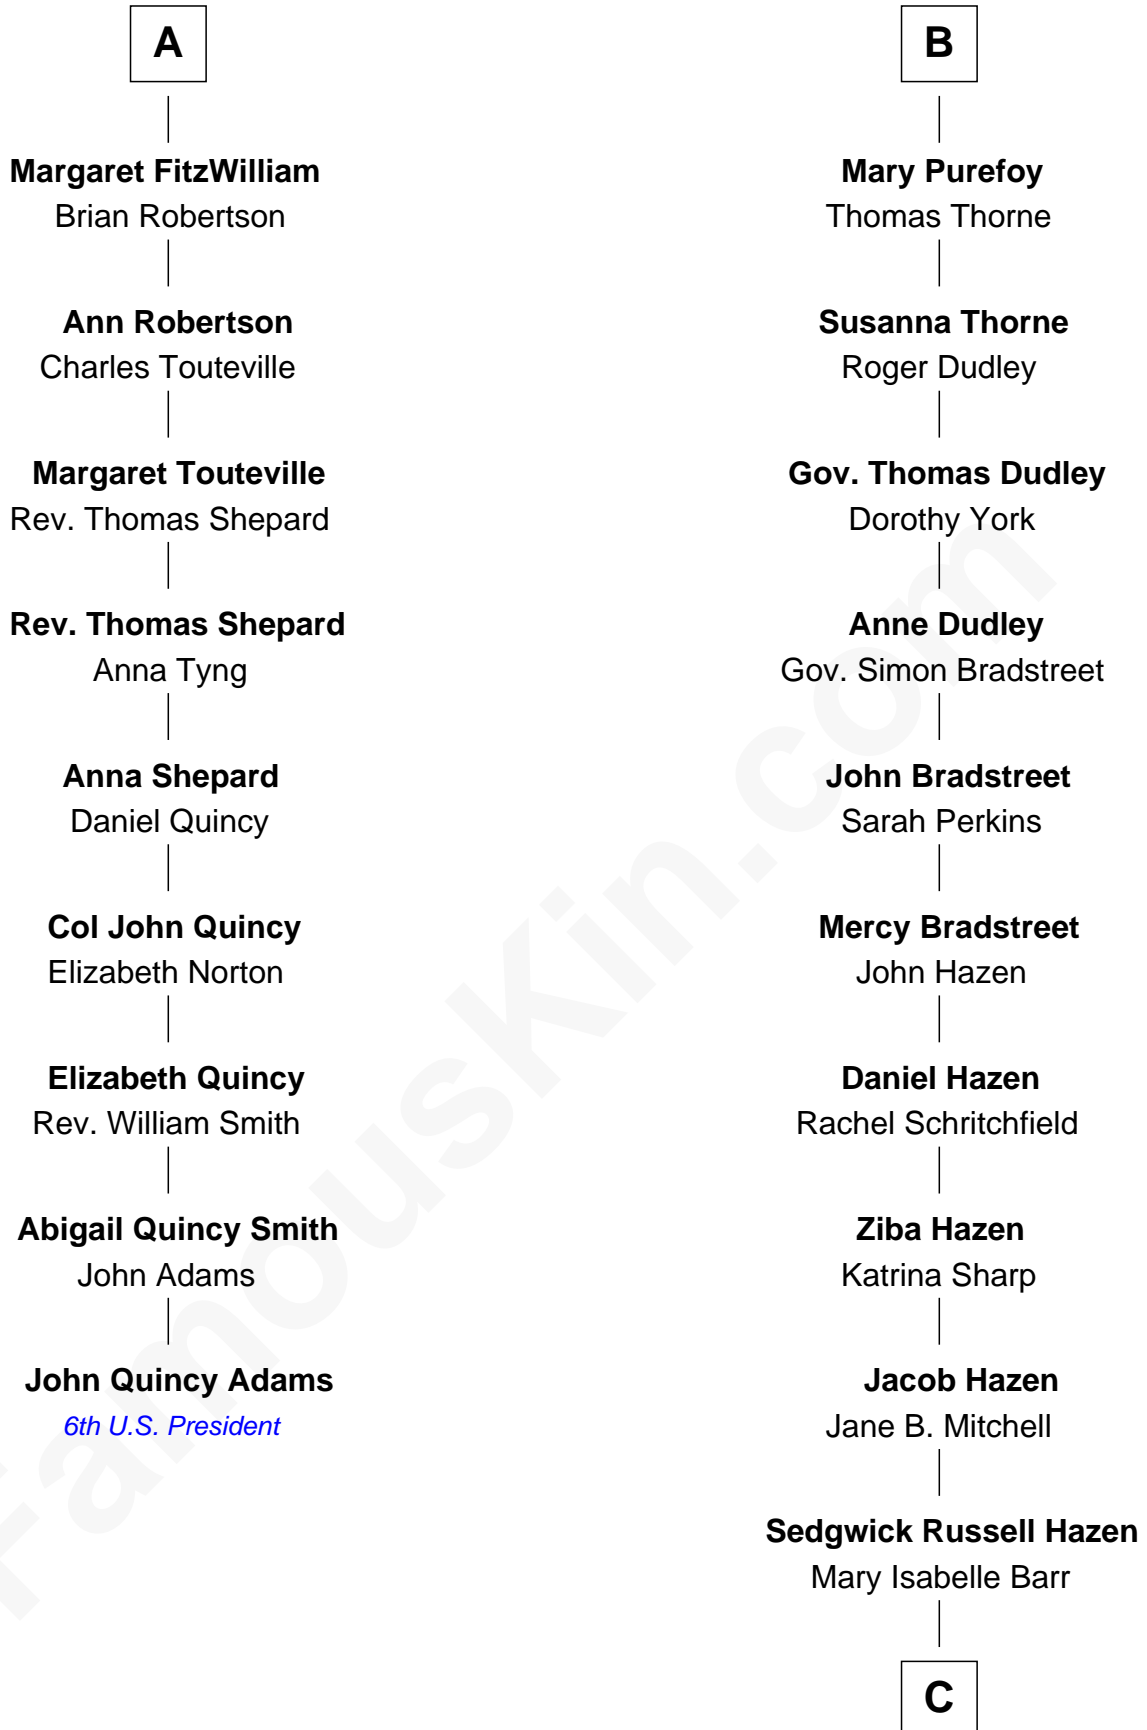 A
Margaret FitzWilliam
Brian Robertson
Ann Robertson
Charles Touteville
Margaret Touteville
Rev. Thomas Shepard
Rev. Thomas Shepard
Anna Tyng
Anna Shepard
Daniel Quincy
Col John Quincy
Elizabeth Norton
Elizabeth Quincy
Rev. William Smith
Abigail Quincy Smith
John Adams
John Quincy Adams
6th U.S. President
B
Mary Purefoy
Thomas Thorne
Susanna Thorne
Roger Dudley
Gov. Thomas Dudley
Dorothy York
Anne Dudley
Gov. Simon Bradstreet
John Bradstreet
Sarah Perkins
Mercy Bradstreet
John Hazen
Daniel Hazen
Rachel Schritchfield
Ziba Hazen
Katrina Sharp
Jacob Hazen
Jane B. Mitchell
Sedgwick Russell Hazen
Mary Isabelle Barr
C
FamousKin.com